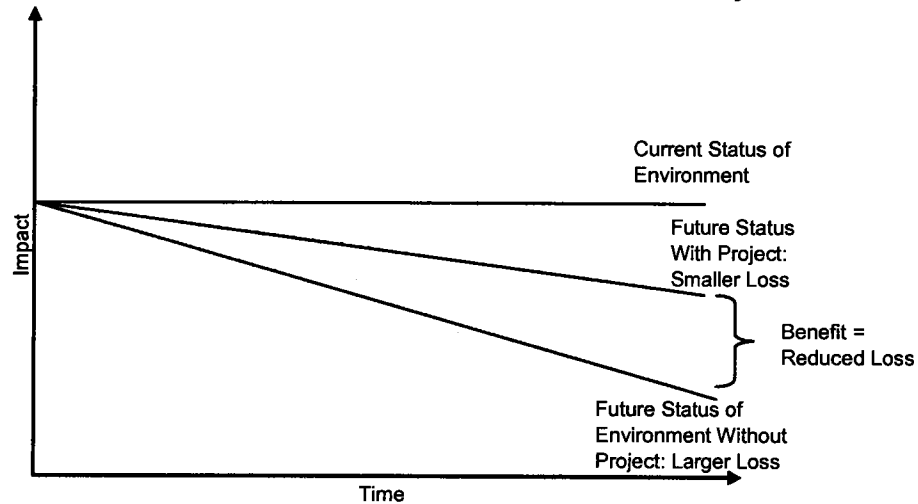 Current Status of
Environment
Impact
Future Status
With Project:
Smaller Loss
Benefit =
Reduced Loss
Future Status of
Environment Without
Project: Larger Loss
Time